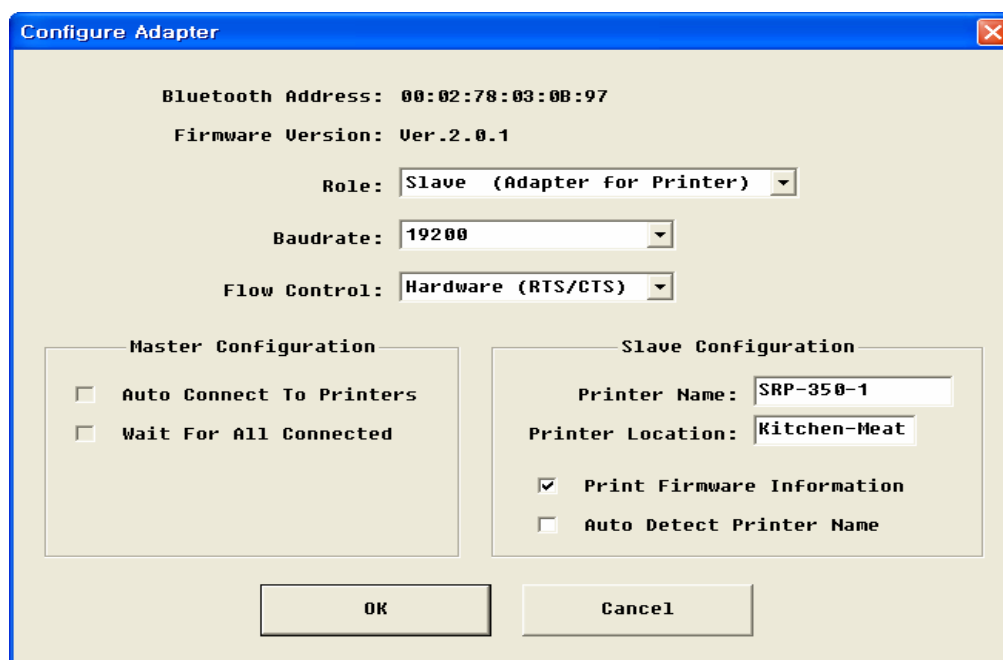 Configure Adapter
Bluetooth Address: 00:02:78:03:0B:97
Firmware Version: Ver.2.0.1
Role: Slave (Adapter for Printer)
Baudrate: 19200
Flow Control: Hardware (RTS/CTS)
Master Configuration
Auto Connect To Printers
Wait For All Connected
Slave Configuration
Printer Name: SRP-350-1
Printer Location: Kitchen-Meat
Print Firmware Information
Auto Detect Printer Name
OK
Cancel